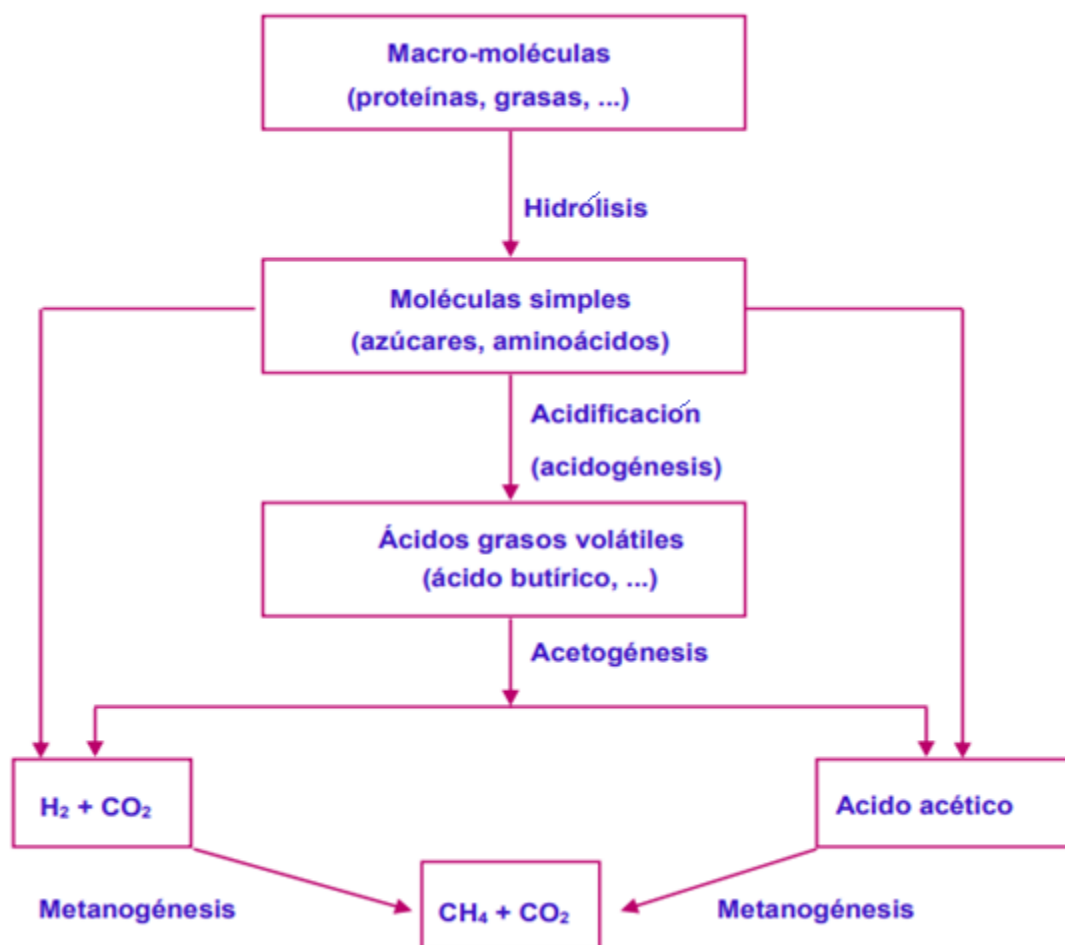 Macro-moléculas
(proteínas, grasas, ...)
Hidrólisis
Moléculas simples
(azúcares, aminoácidos)
Acidificación
(acidogénesis)
Ácidos grasos volátiles
(ácido butírico, ...)
Acetogénesis
H₂ + CO₂
Acido acético
Metanogénesis
CH₄ + CO₂
Metanogénesis